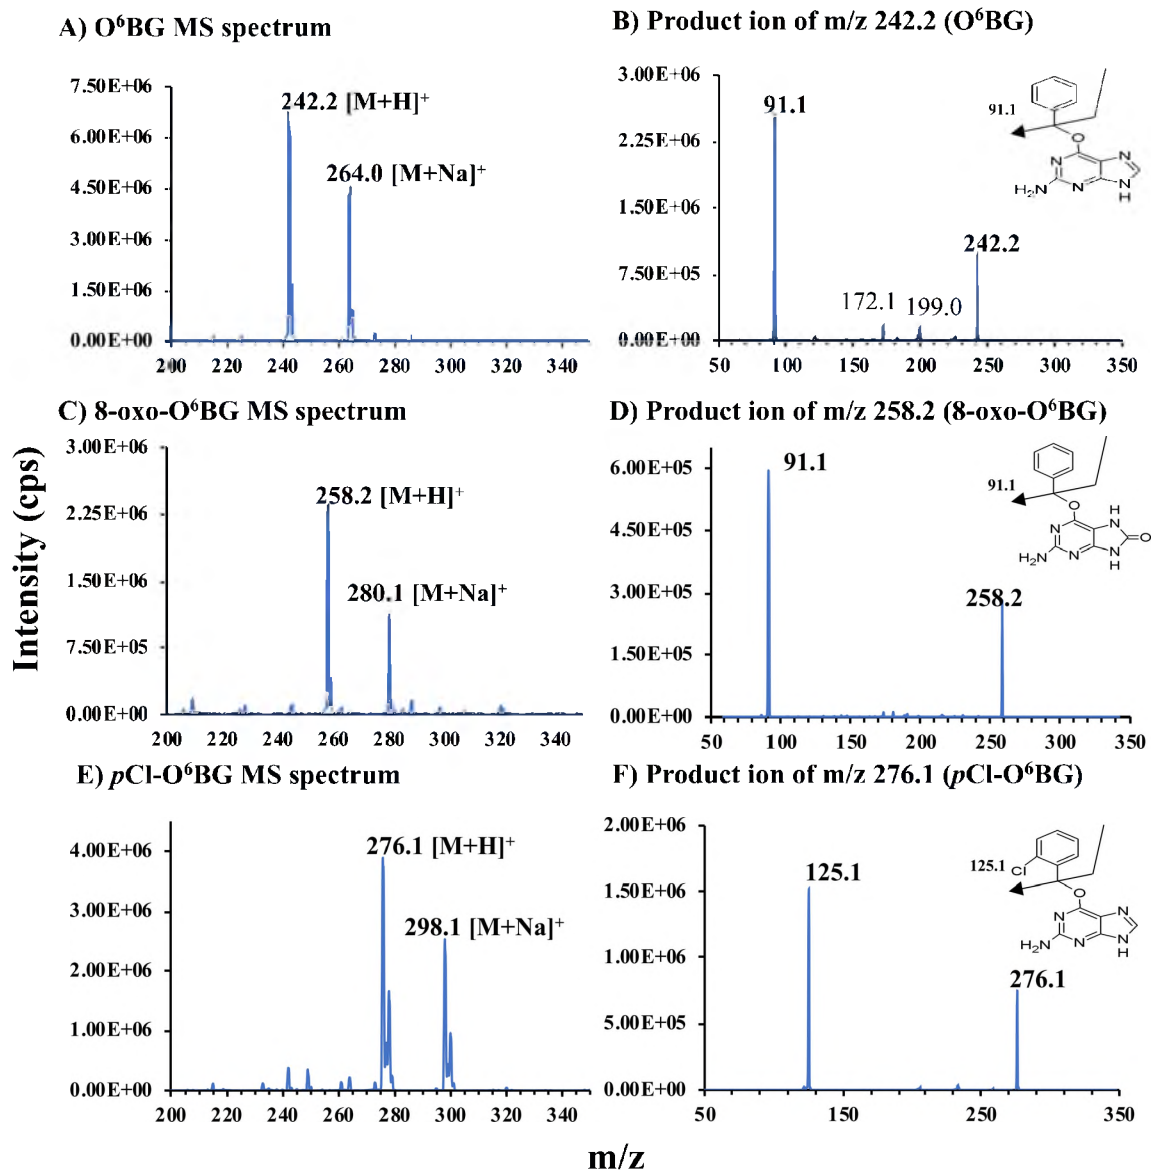 A) O⁶BG MS spectrum
7.50E+06
6.00E+06
4.50E+06
3.00E+06
1.50E+06
0.00E+00
242.2 [M+H]⁺
264.0 [M+Na]⁺
200 220 240 260 280 300 320 340
B) Product ion of m/z 242.2 (O⁶BG)
3.00E+06
2.25E+06
1.50E+06
7.50E+05
0.00E+00
91.1
172.1
199.0
242.2
50 100 150 200 250 300 350
91.1
O
N
N
H₂N
N
N
H
C) 8-oxo-O⁶BG MS spectrum
3.00E+06
2.25E+06
1.50E+06
7.50E+05
0.00E+00
258.2 [M+H]⁺
280.1 [M+Na]⁺
200 220 240 260 280 300 320 340
D) Product ion of m/z 258.2 (8-oxo-O⁶BG)
6.00E+05
4.50E+05
3.00E+05
1.50E+05
0.00E+00
91.1
258.2
50 100 150 200 250 300 350
91.1
O
H
N
N
O
H₂N
N
N
H
Intensity (cps)
E) pCl-O⁶BG MS spectrum
4.00E+06
3.00E+06
2.00E+06
1.00E+06
0.00E+00
276.1 [M+H]⁺
298.1 [M+Na]⁺
200 220 240 260 280 300 320 340
F) Product ion of m/z 276.1 (pCl-O⁶BG)
2.00E+06
1.50E+06
1.00E+06
5.00E+05
0.00E+00
125.1
276.1
50 150 250 350
125.1
Cl
O
N
N
H₂N
N
N
H
m/z